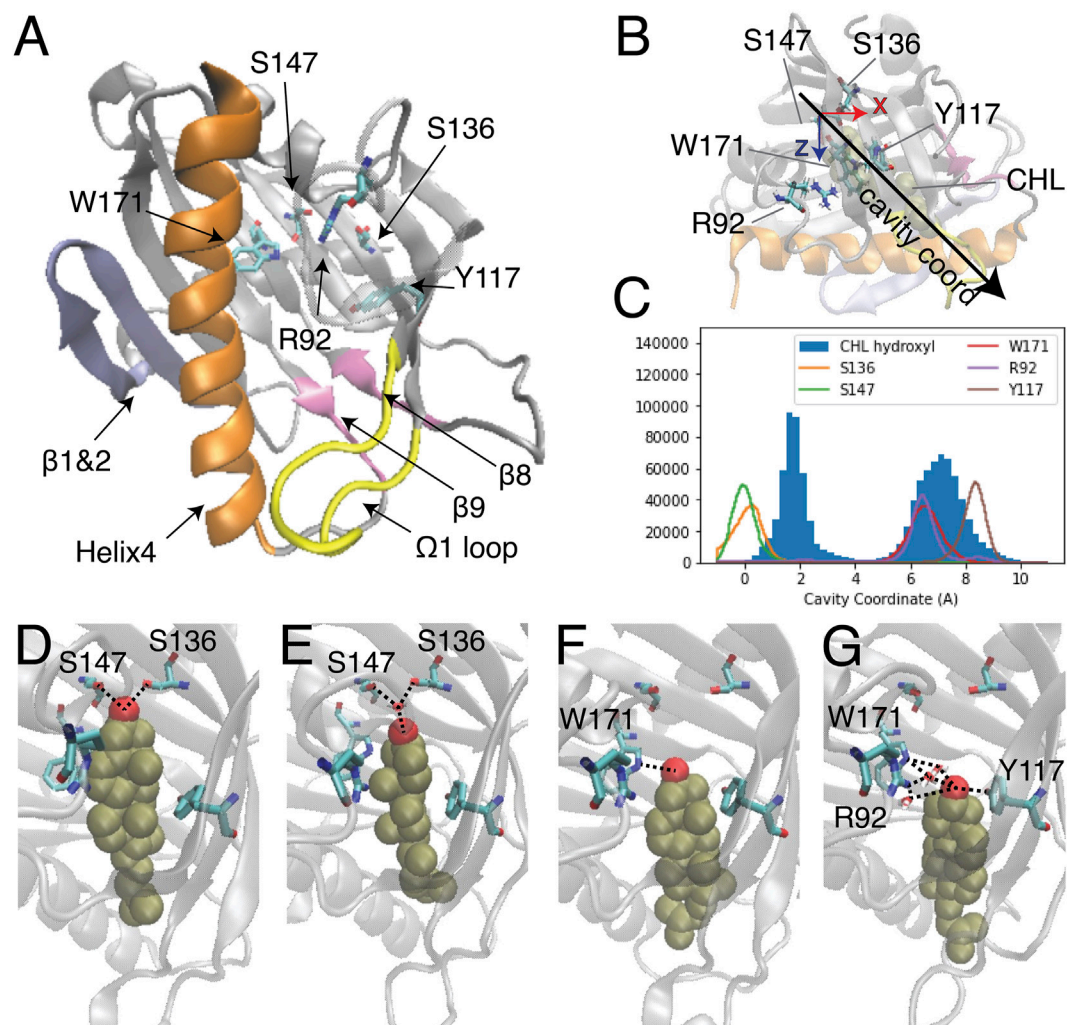 A
S147
S136
W171
Y117
R92
β1&2
β8
β9
Helix4
Ω1 loop
B
S147
S136
X
Y117
W171
Z
CHL
R92
cavity coord
C
140000
120000
100000
80000
60000
40000
20000
0
CHL hydroxyl
S136
S147
W171
R92
Y117
0
2
4
6
8
10
Cavity Coordinate (A)
D
S147
S136
E
S147
S136
F
W171
G
W171
Y117
R92